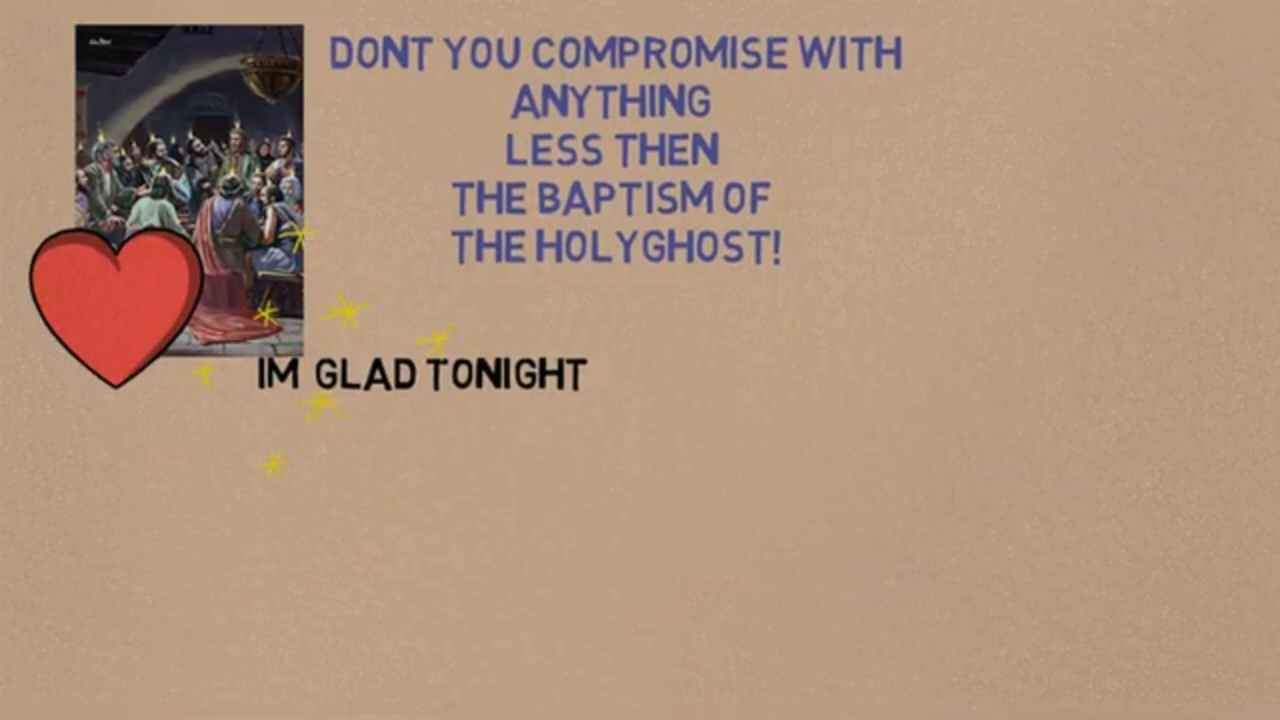 DONT YOU COMPROMISE WITH
ANYTHING
LESS THEN
THE BAPTISM OF
THE HOLYGHOST!
IM GLAD TONIGHT